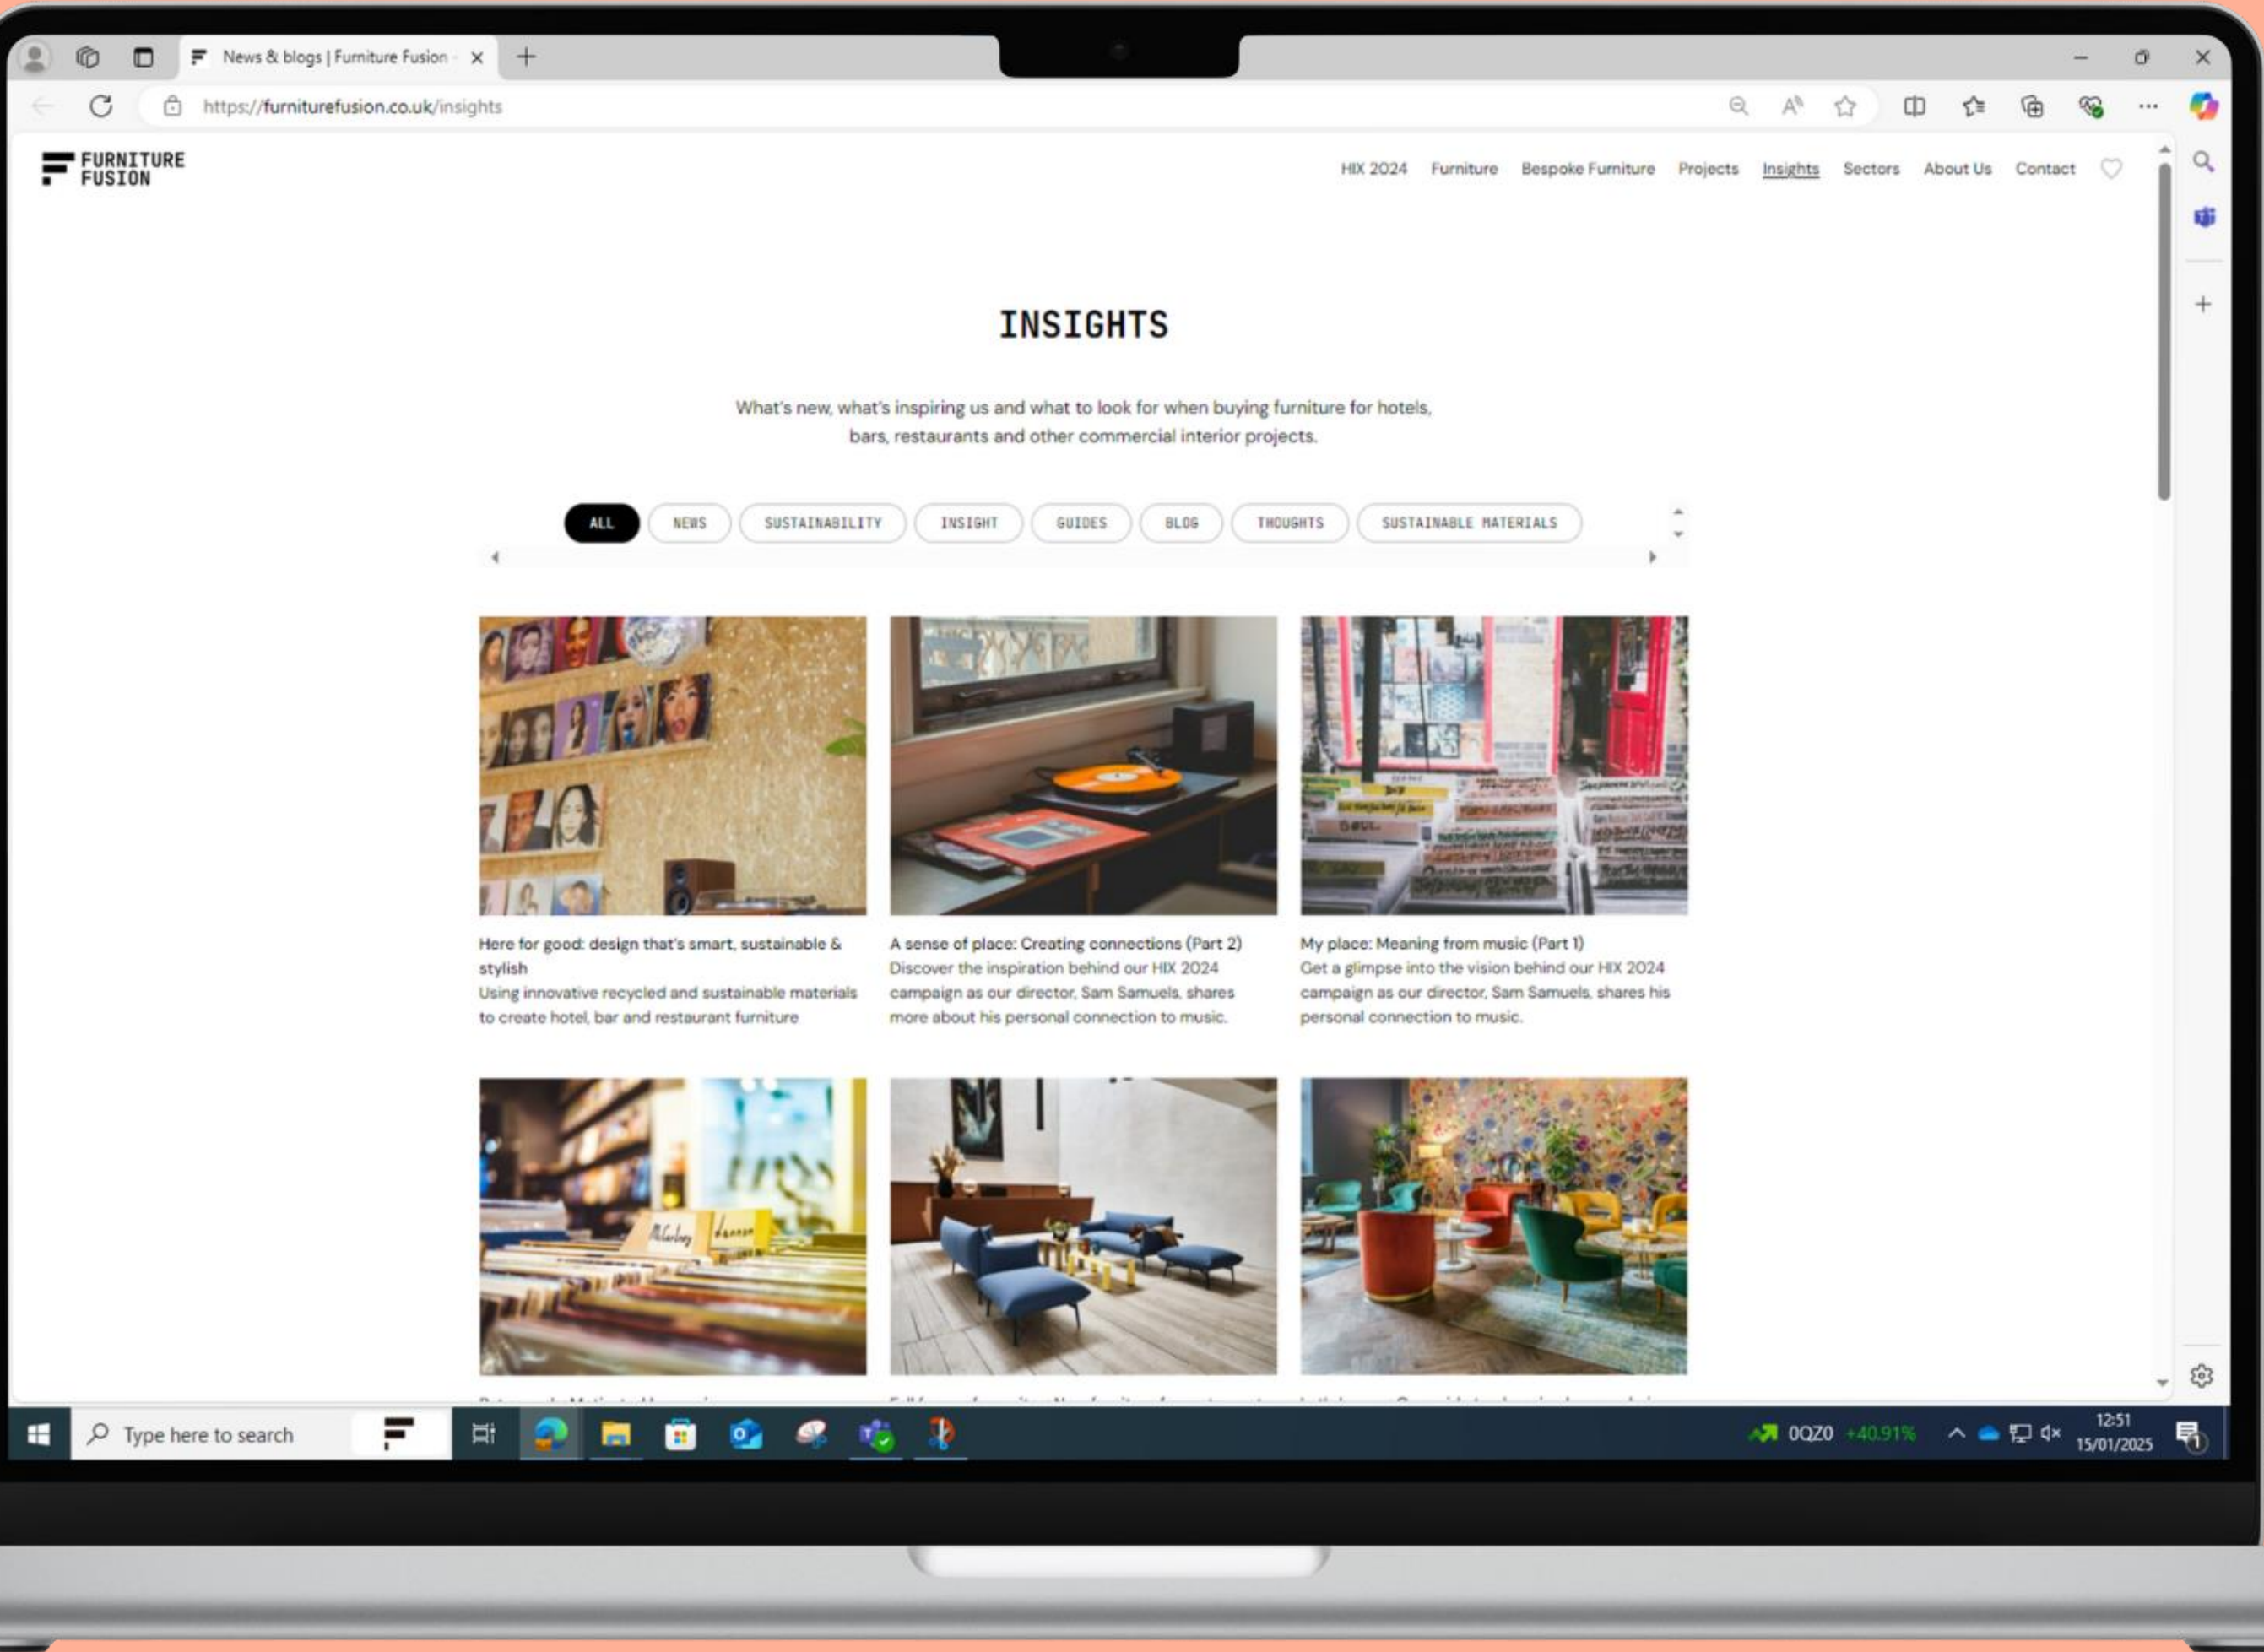 News & blogs | Furniture Fusion
https://furniturefusion.co.uk/insights
FURNITURE
FUSION
HIX 2024 Furniture Bespoke Furniture Projects Insights Sectors About Us Contact
INSIGHTS
What's new, what's inspiring us and what to look for when buying furniture for hotels,
bars, restaurants and other commercial interior projects.
ALL NEWS SUSTAINABILITY INSIGHT GUIDES BLOG THOUGHTS SUSTAINABLE MATERIALS
Here for good: design that's smart, sustainable &
stylish
Using innovative recycled and sustainable materials
to create hotel, bar and restaurant furniture
A sense of place: Creating connections (Part 2)
Discover the inspiration behind our HIX 2024
campaign as our director, Sam Samuels, shares
more about his personal connection to music.
SOUL
My place: Meaning from music (Part 1)
Get a glimpse into the vision behind our HIX 2024
campaign as our director, Sam Samuels, shares his
personal connection to music.
McCartney Lennon
Type here to search
0QZ0 +40.91%
12:51
15/01/2025
1